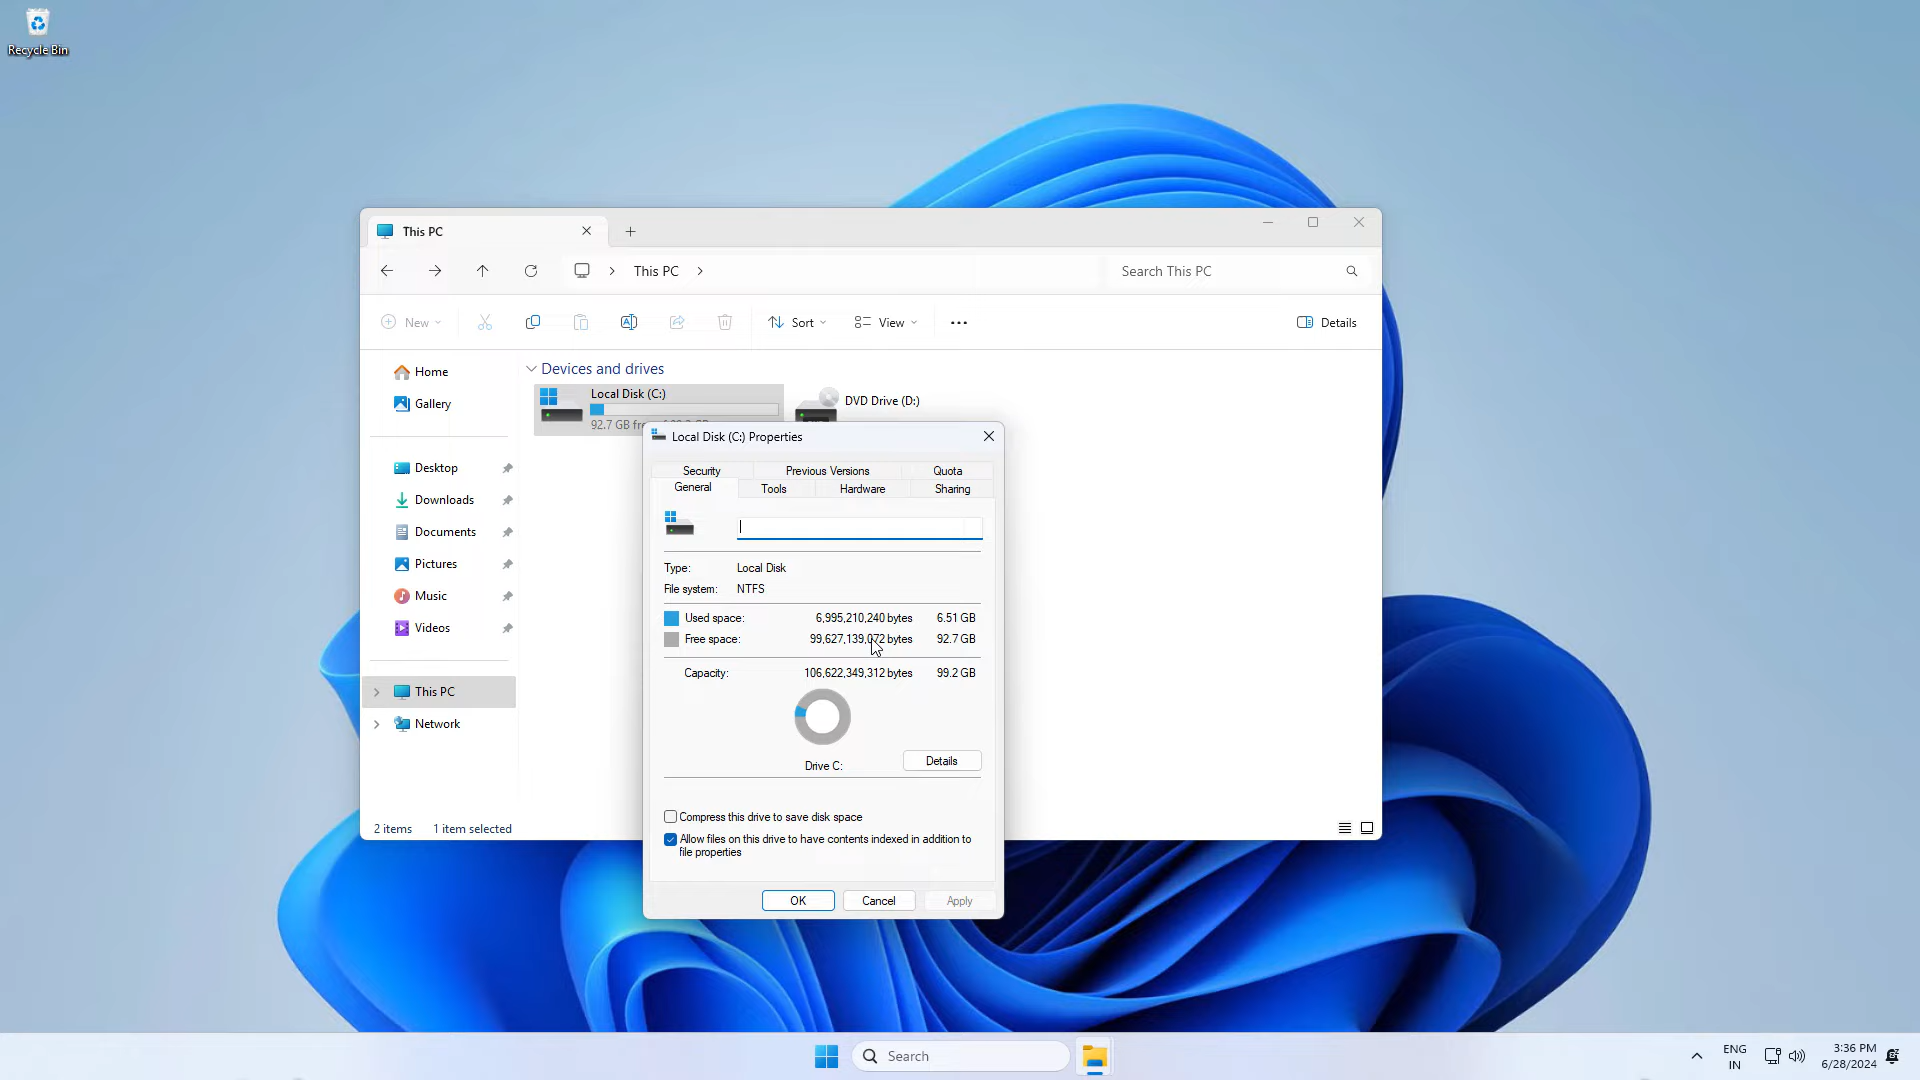 Recycle Bin
This PC
This PC
Search This PC
New
Sort
View
Details
Home
Gallery
Desktop
Downloads
Documents
Pictures
Music
Videos
This PC
Network
Devices and drives
Local Disk (C:)
92.7 GB
DVD Drive (D:)
2 items
1 item selected
Local Disk (C:) Properties
Security
Previous Versions
Quota
General
Tools
Hardware
Sharing
Type: Local Disk
File system: NTFS
Used space: 6,995,210,240 bytes 6.51 GB
Free space: 99,627,139,072 bytes 92.7 GB
Capacity: 106,622,349,312 bytes 99.2 GB
Drive C:
Details
Compress this drive to save disk space
Allow files on this drive to have contents indexed in addition to
file properties
OK
Cancel
Apply
Search
ENG
IN
3:36 PM
6/28/2024